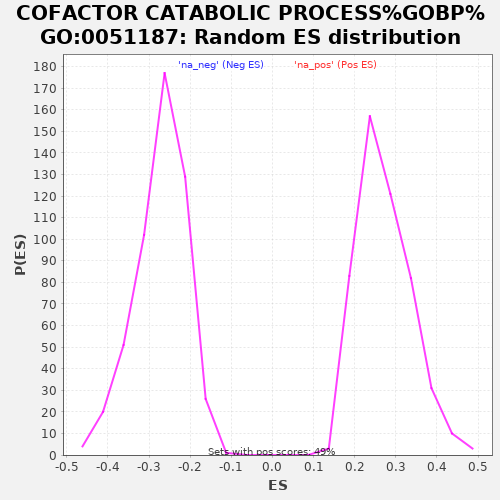 COFACTOR CATABOLIC PROCESS%GOBP%
GO:0051187: Random ES distribution
'na_neg' (Neg ES) 'na_pos' (Pos ES)
180
170
160
150
140
130
120
110
100
90
80
70
60
50
40
30
20
10
0
P(ES)
Sets with pos scores: 49%
-0.5 -0.4 -0.3 -0.2 -0.1 0.0 0.1 0.2 0.3 0.4 0.5
ES